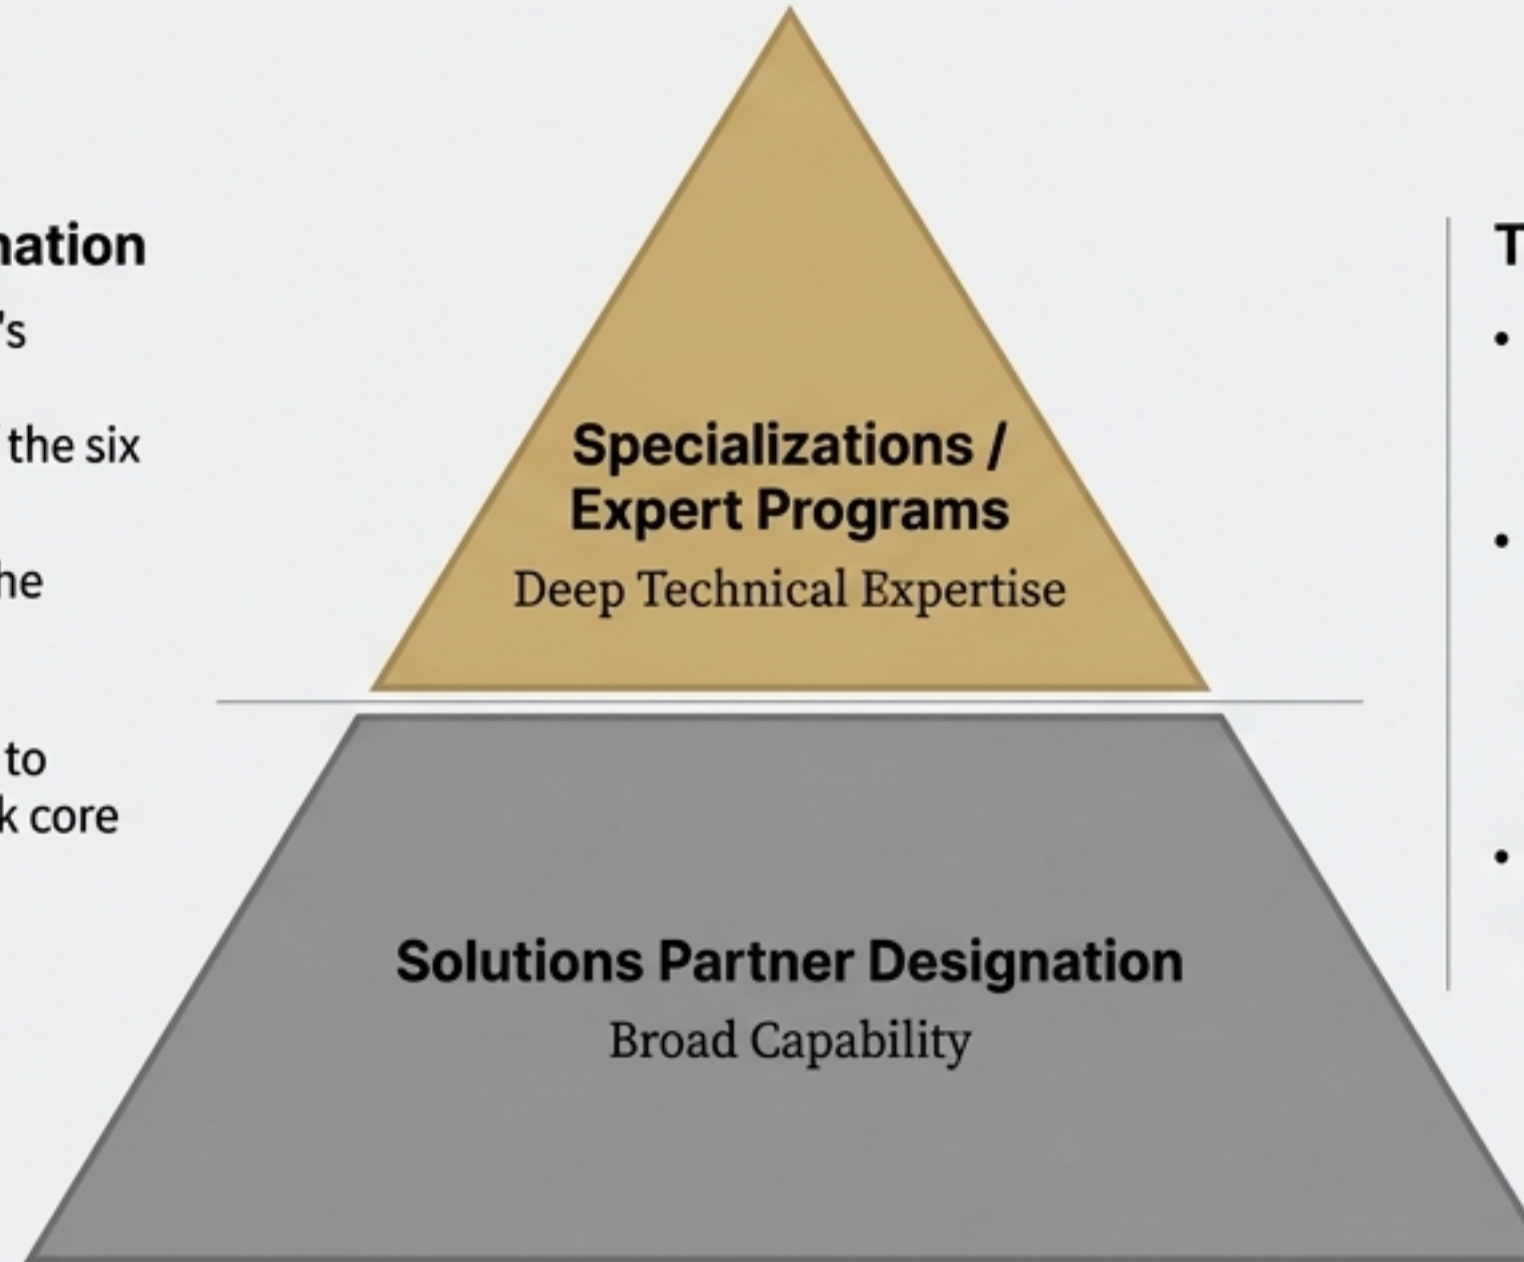 nation
's
the six
he
to
k core
Specializations /
Expert Programs
Deep Technical Expertise
Solutions Partner Designation
Broad Capability
T
•
•
•